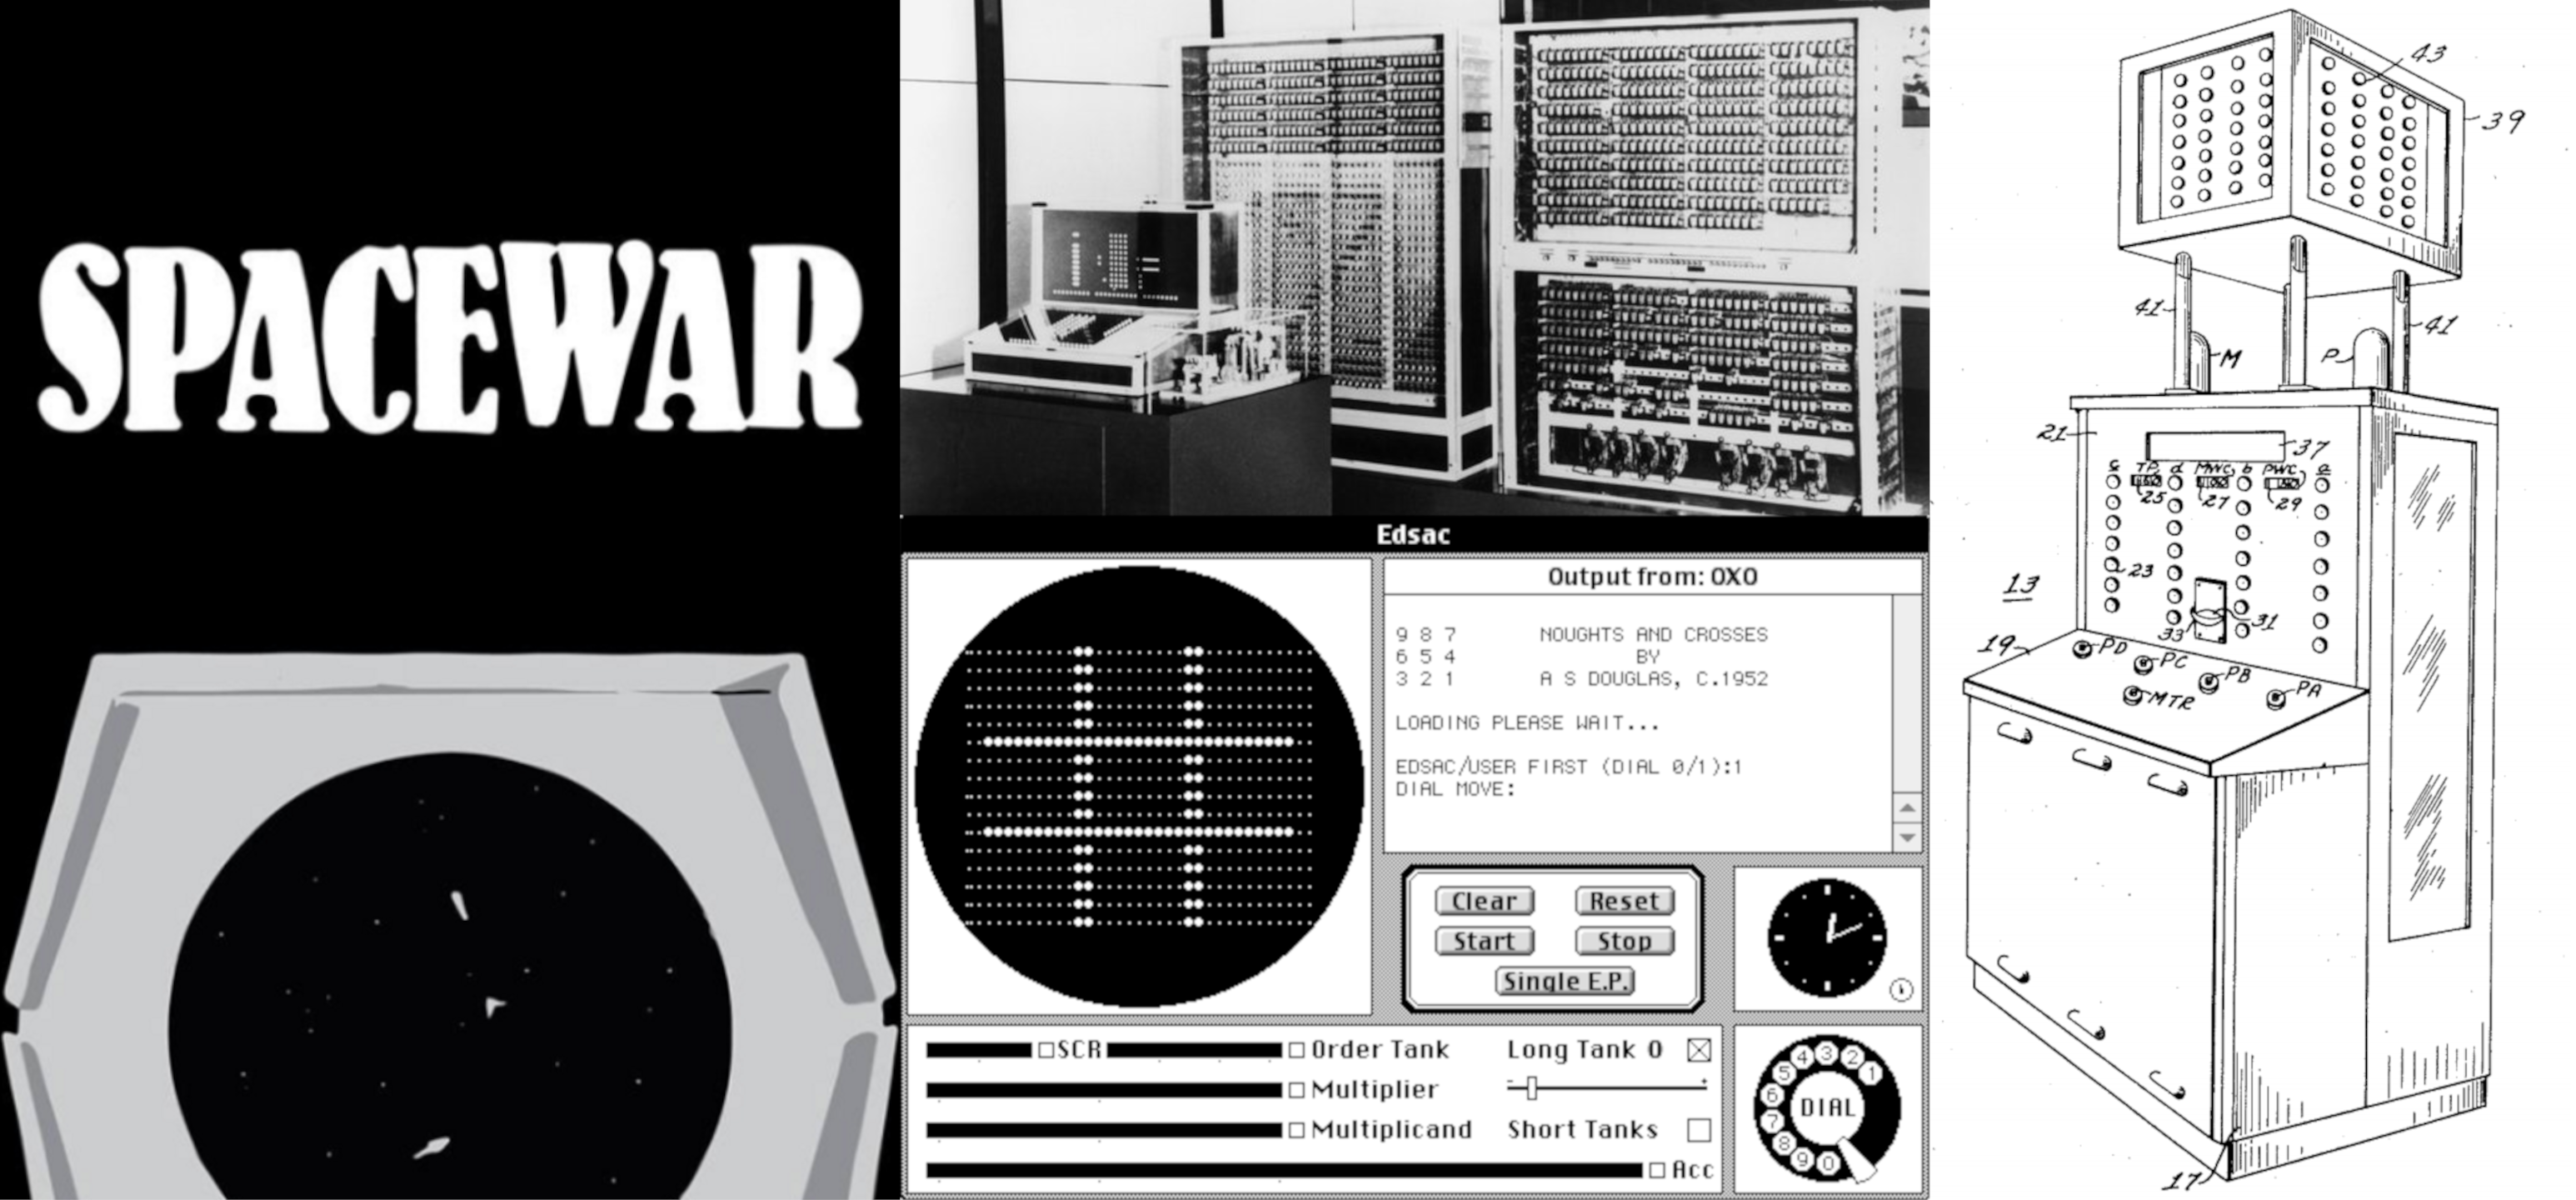 SPACEWAR
Edsac
Output from: OXO
9 8 7 NOUGHTS AND CROSSES
6 5 4 BY
3 2 1 A S DOUGLAS, C.1952
LOADING PLEASE WAIT...
EDSAC/USER FIRST (DIAL 0/1):1
DIAL MOVE:
Clear Reset
Start Stop
Single E.P.
SCR Order Tank Long Tank 0
Multiplier - +
Multiplicand Short Tanks
Acc
1 2 3 4 5 6 7 8 9 0
DIAL
43
39
41 41
M P
21 37
c TP d MWC b PWC a
25 27 29
23
13
33 31
19
PD PC PB PA
MTR
17